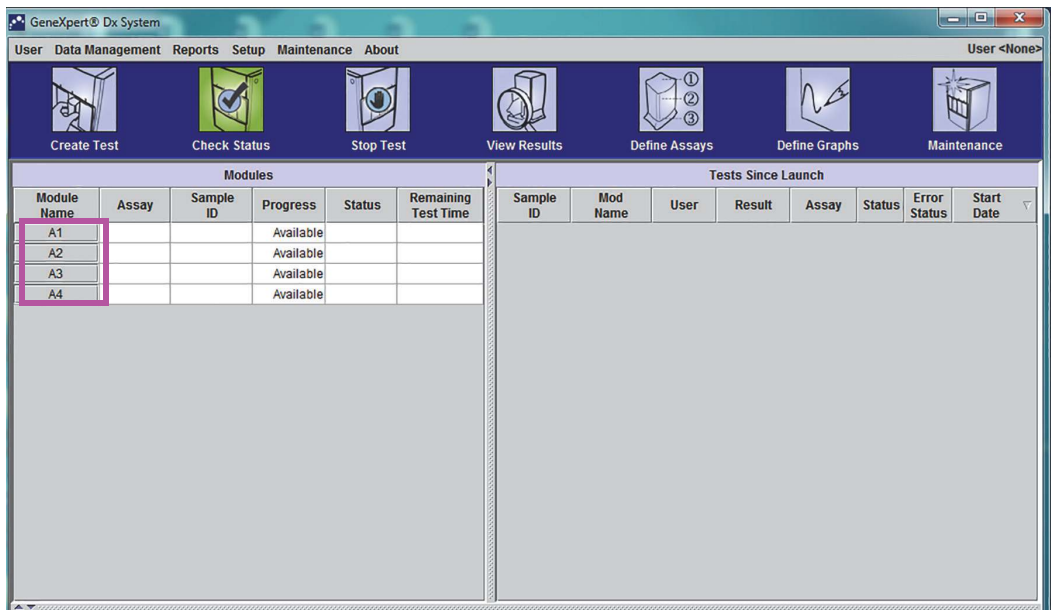 GeneXpert® Dx System
User Data Management Reports Setup Maintenance About User <None>
Create Test Check Status Stop Test View Results Define Assays Define Graphs Maintenance
①
②
③
Modules
Module Name Assay Sample ID Progress Status Remaining Test Time
A1 Available
A2 Available
A3 Available
A4 Available
Tests Since Launch
Sample ID Mod Name User Result Assay Status Error Status Start Date